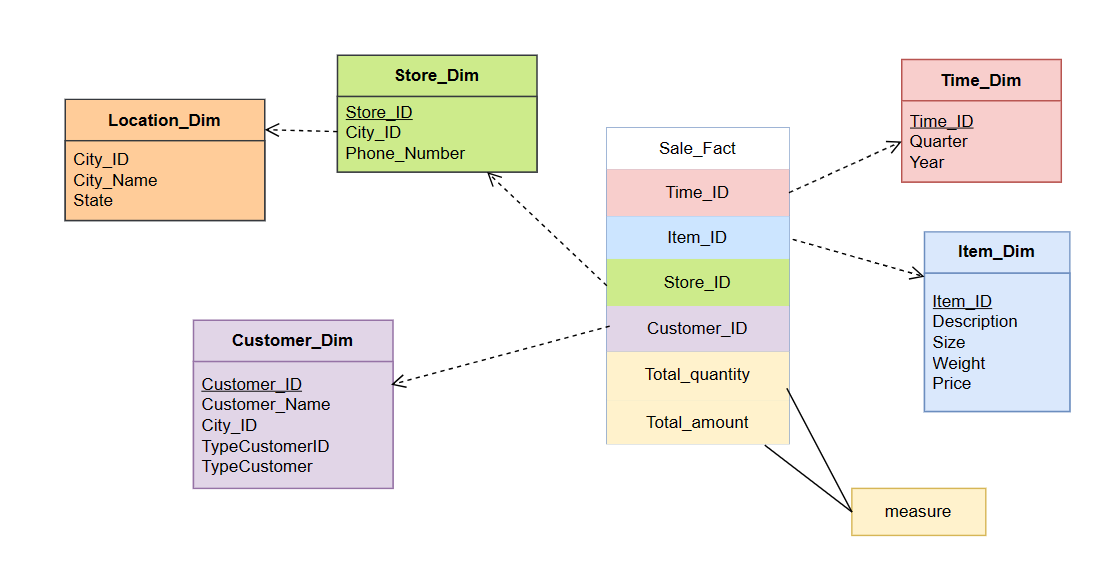 Location_Dim
City_ID
City_Name
State
Store_Dim
Store_ID
City_ID
Phone_Number
Customer_Dim
Customer_ID
Customer_Name
City_ID
TypeCustomerID
TypeCustomer
Sale_Fact
Time_ID
Item_ID
Store_ID
Customer_ID
Total_quantity
Total_amount
Time_Dim
Time_ID
Quarter
Year
Item_Dim
Item_ID
Description
Size
Weight
Price
measure